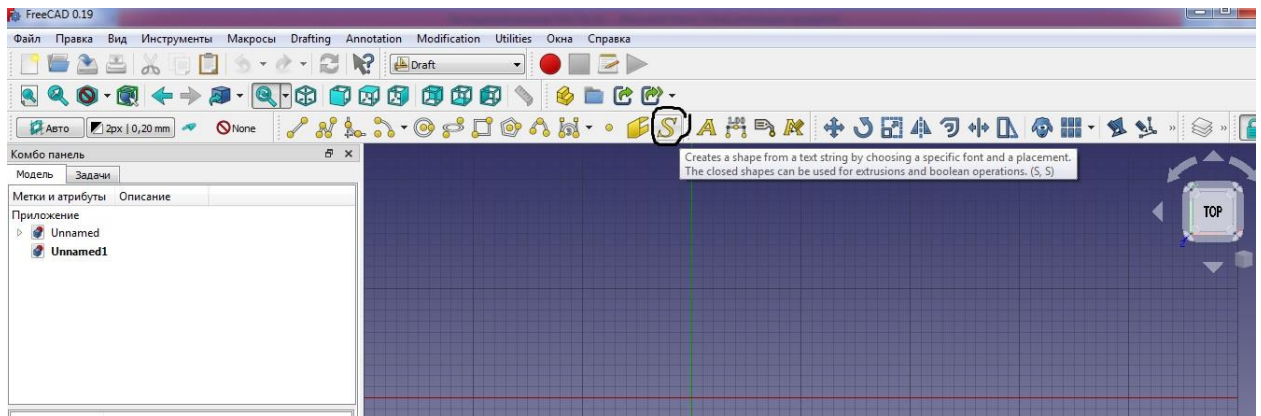 FreeCAD 0.19
Файл Правка Вид Инструменты Макросы Drafting Annotation Modification Utilities Окна Справка
Draft
Авто 2px | 0,20 mm None
Комбо панель
Creates a shape from a text string by choosing a specific font and a placement.
The closed shapes can be used for extrusions and boolean operations. (S, S)
Модель Задачи
Метки и атрибуты Описание
Приложение
Unnamed
Unnamed1
TOP
Z